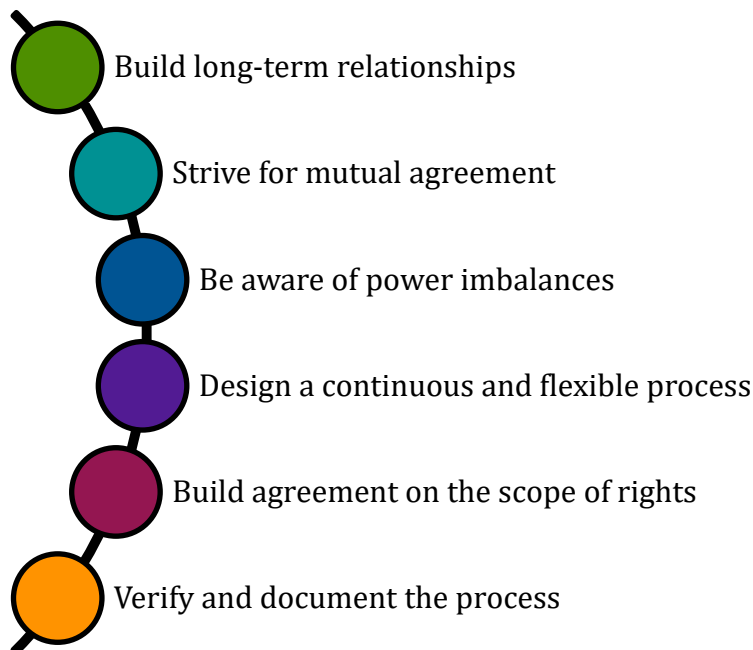 Build long-term relationships
Strive for mutual agreement
Be aware of power imbalances
Design a continuous and flexible process
Build agreement on the scope of rights
Verify and document the process